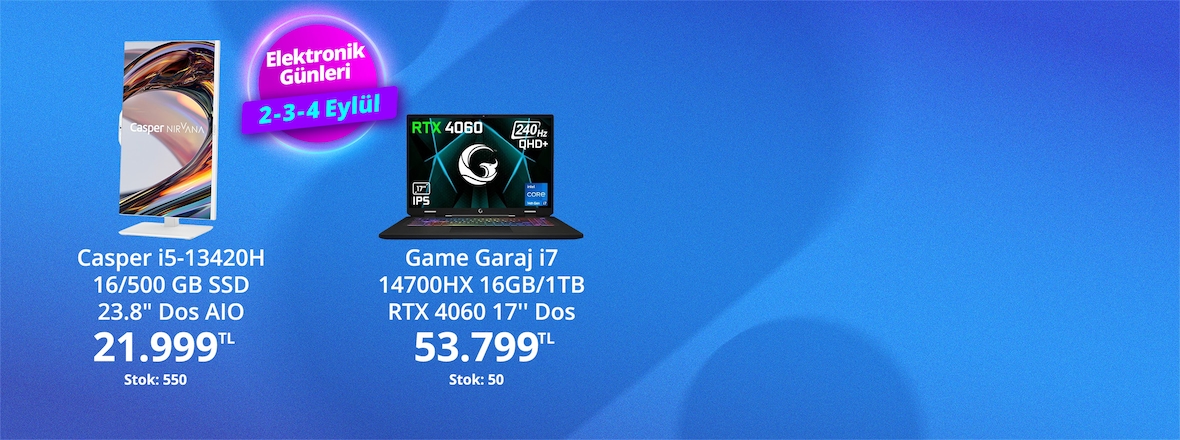 Elektronik
Günleri
2-3-4 Eylül
Casper NIRVANA
RTX 4060
240Hz
QHD+
17"
IPS
intel
CORE
i7
Casper i5-13420H
16/500 GB SSD
23.8" Dos AIO
21.999TL
Stok: 550
Game Garaj i7
14700HX 16GB/1TB
RTX 4060 17'' Dos
53.799TL
Stok: 50